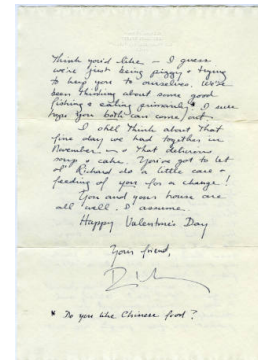 think you'd like – I guess
we're just being piggy + trying
to keep you to ourselves. We've
been thinking about some good
fishing + eating primarily* I sure
hope you both can come out.
I still think about that
fine day we had together in
November – + that delicious
soup + cake. You've got to let
ol' Richard do a little care +
feeding of you for a change!
You and your house are
all well, I assume.
Happy Valentine's Day
Your friend,
* Do you like Chinese food?